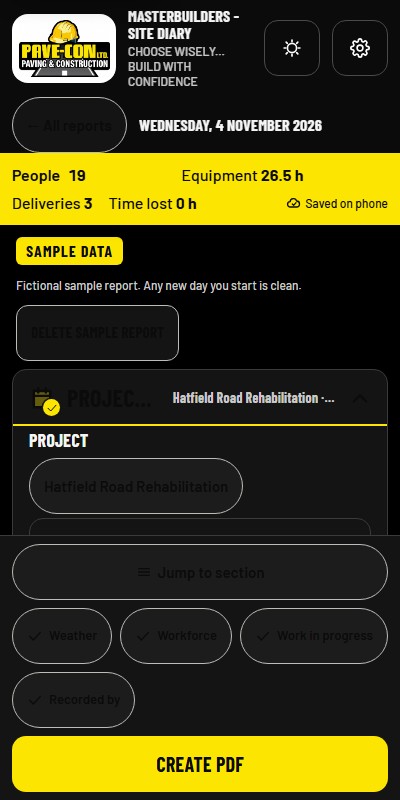 PAVE-CON LTD.
PAVING & CONSTRUCTION
MASTERBUILDERS -
SITE DIARY
CHOOSE WISELY...
BUILD WITH
CONFIDENCE
← All reports
WEDNESDAY, 4 NOVEMBER 2026
People 19
Equipment 26.5 h
Deliveries 3
Time lost 0 h
Saved on phone
SAMPLE DATA
Fictional sample report. Any new day you start is clean.
DELETE SAMPLE REPORT
PROJEC...
Hatfield Road Rehabilitation ·...
PROJECT
Hatfield Road Rehabilitation
Jump to section
Weather
Workforce
Work in progress
Recorded by
CREATE PDF